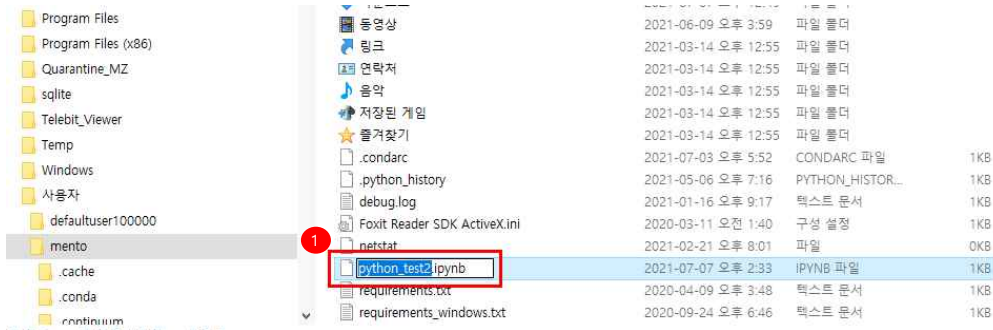 Program Files
Program Files (x86)
Quarantine_MZ
sqlite
Telebit_Viewer
Temp
Windows
사용자
defaultuser100000
mento
.cache
.conda
.continuum
동영상 2021-06-09 오후 3:59 파일 폴더
링크 2021-03-14 오후 12:55 파일 폴더
연락처 2021-03-14 오후 12:55 파일 폴더
음악 2021-03-14 오후 12:55 파일 폴더
저장된 게임 2021-03-14 오후 12:55 파일 폴더
즐겨찾기 2021-03-14 오후 12:55 파일 폴더
.condarc 2021-07-03 오후 5:52 CONDARC 파일 1KB
.python_history 2021-05-06 오후 7:16 PYTHON_HISTOR... 1KB
debug.log 2021-01-16 오후 9:17 텍스트 문서 1KB
Foxit Reader SDK ActiveX.ini 2020-03-11 오전 1:40 구성 설정 1KB
1
netstat 2021-02-21 오후 8:01 파일 0KB
python_test2.ipynb 2021-07-07 오후 2:33 IPYNB 파일 1KB
requirements.txt 2020-04-09 오후 3:48 텍스트 문서 1KB
requirements_windows.txt 2020-09-24 오후 6:46 텍스트 문서 1KB